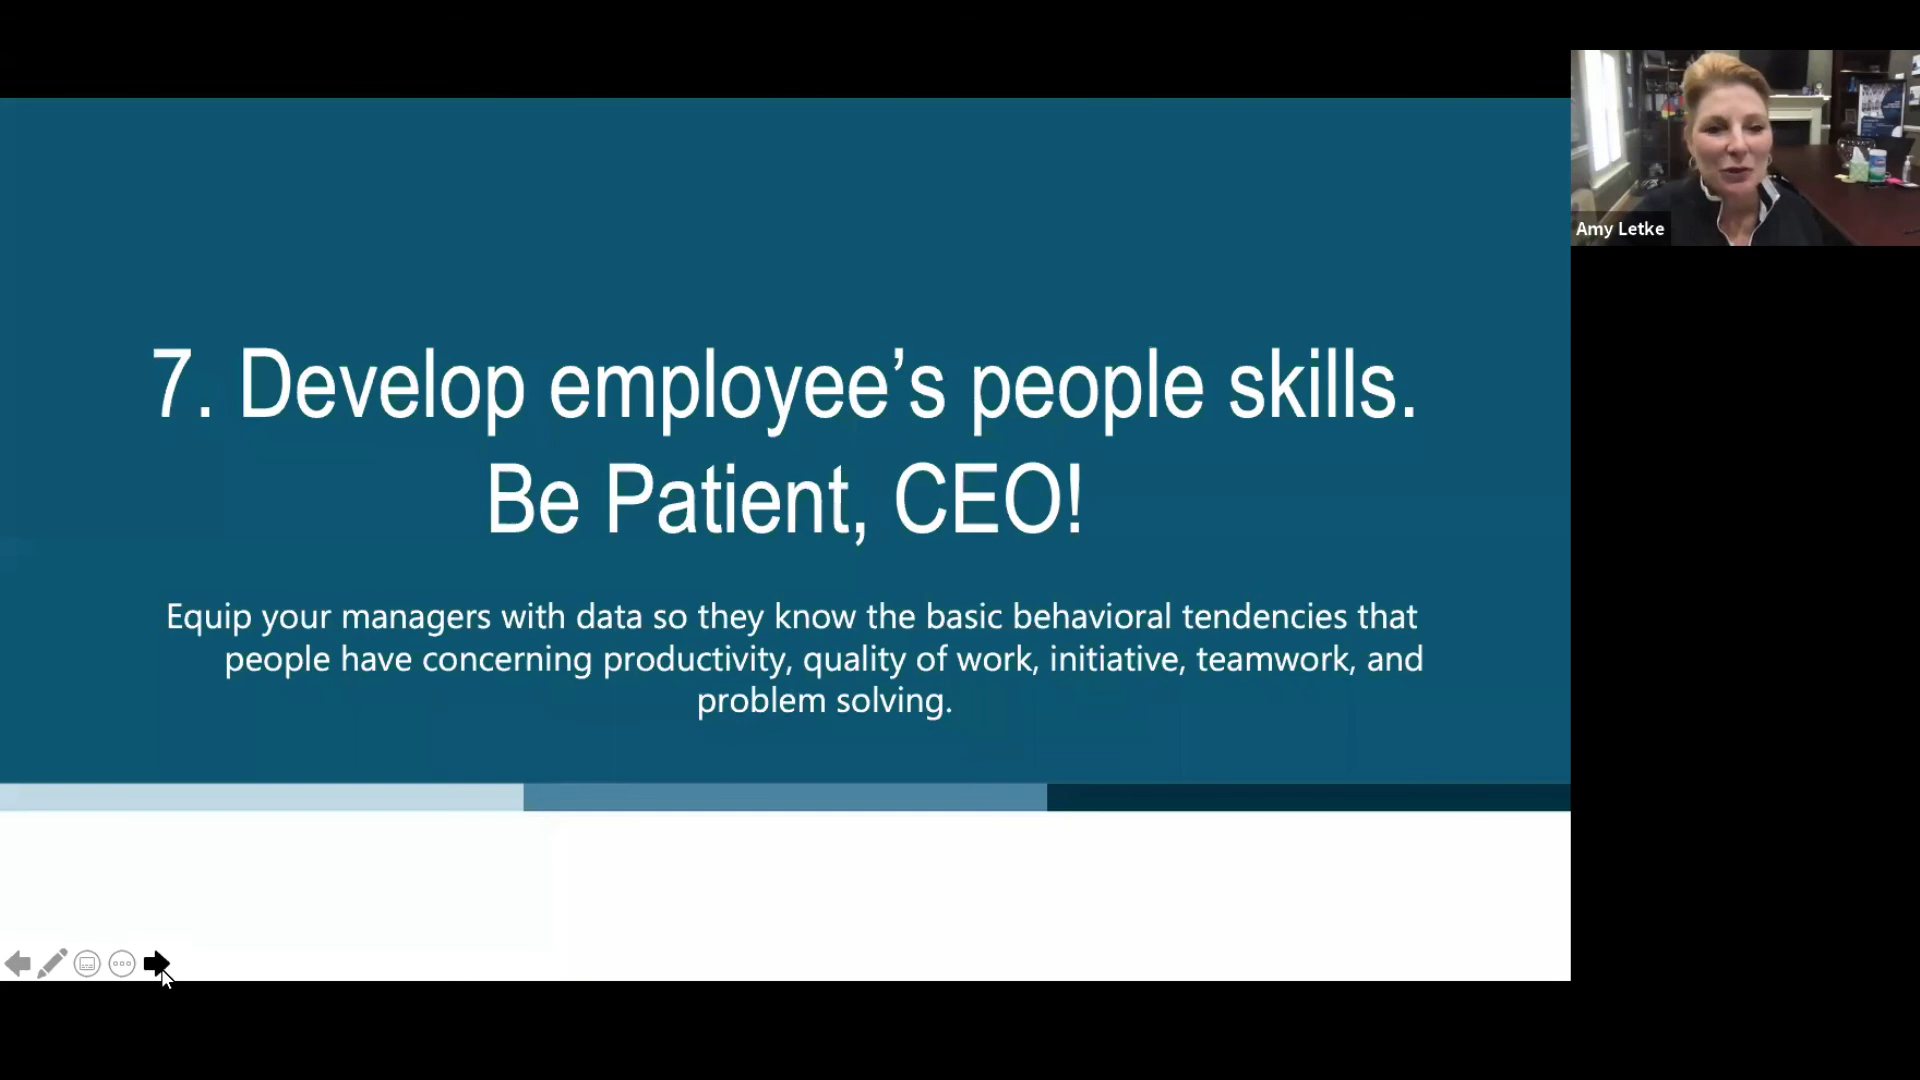 7. Develop employee’s people skills.
Be Patient, CEO!
Equip your managers with data so they know the basic behavioral tendencies that
people have concerning productivity, quality of work, initiative, teamwork, and
problem solving.
Amy Letke